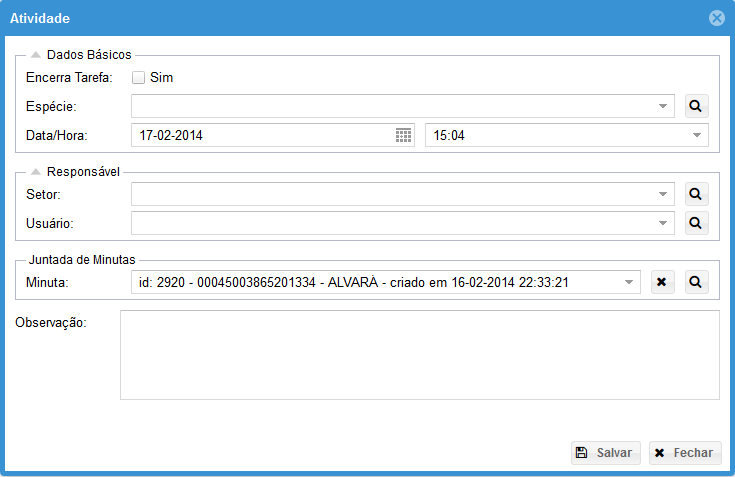 Atividade
Dados Básicos
Encerra Tarefa: Sim
Espécie:
Data/Hora: 17-02-2014 15:04
Responsável
Setor:
Usuário:
Juntada de Minutas
Minuta: id: 2920 - 00045003865201334 - ALVARÀ - criado em 16-02-2014 22:33:21
Observação:
Salvar Fechar